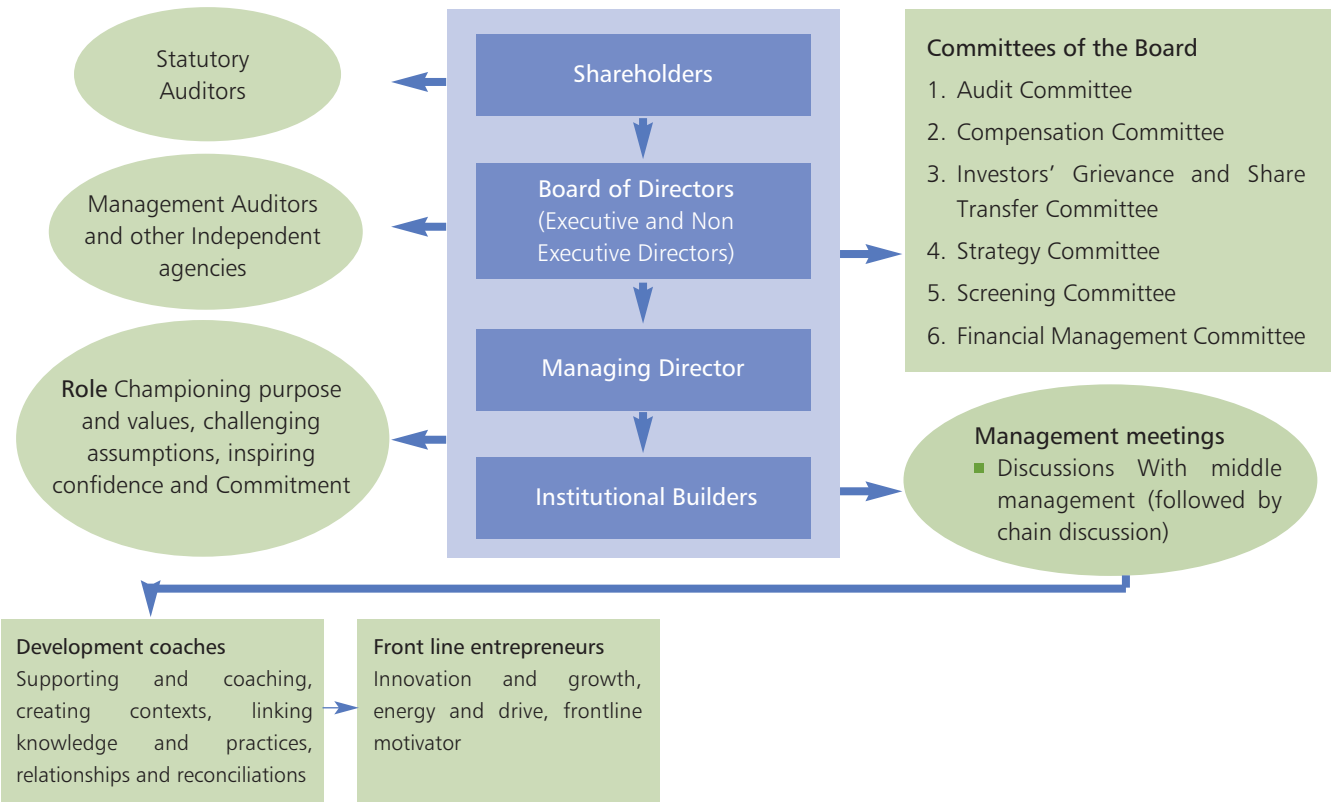 Statutory
Auditors
Shareholders
Committees of the Board
1. Audit Committee
2. Compensation Committee
3. Investors' Grievance and Share
Transfer Committee
4. Strategy Committee
5. Screening Committee
6. Financial Management Committee
Management Auditors
and other Independent
agencies
Board of Directors
(Executive and Non
Executive Directors)
Role Championing purpose
and values, challenging
assumptions, inspiring
confidence and Commitment
Managing Director
Institutional Builders
Management meetings
Discussions With middle
management (followed by
chain discussion)
Development coaches
Supporting and coaching,
creating contexts, linking
knowledge and practices,
relationships and reconciliations
Front line entrepreneurs
Innovation and growth,
energy and drive, frontline
motivator